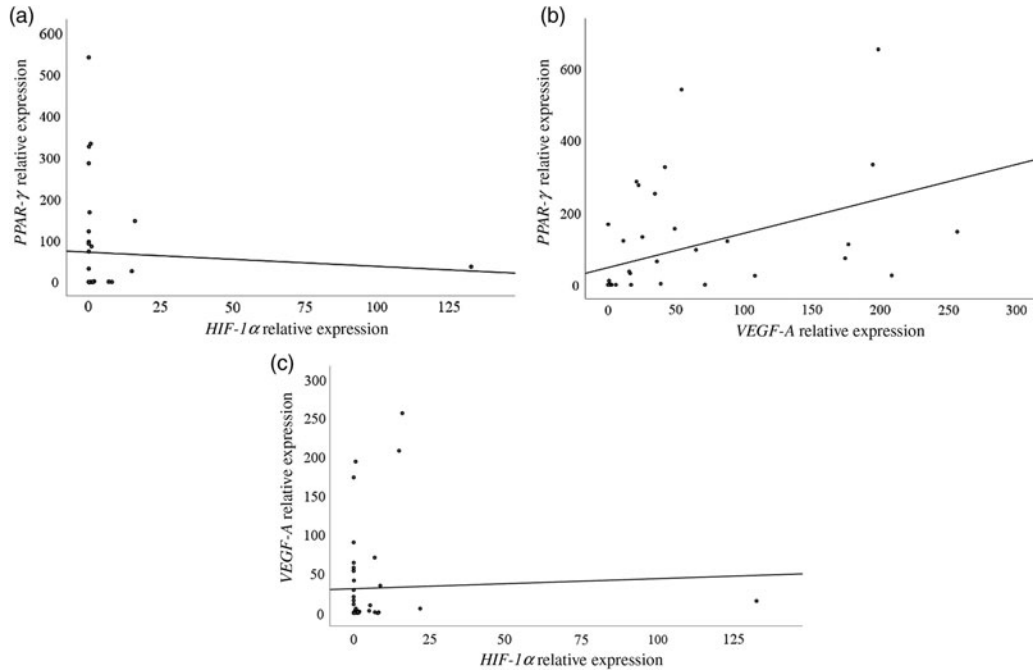 (a)
600
500
400
300
200
100
0
PPAR-γ relative expression
0 25 50 75 100 125
HIF-1α relative expression
(b)
600
400
200
0
PPAR-γ relative expression
0 50 100 150 200 250 300
VEGF-A relative expression
(c)
300
250
200
150
100
50
0
VEGF-A relative expression
0 25 50 75 100 125
HIF-1α relative expression